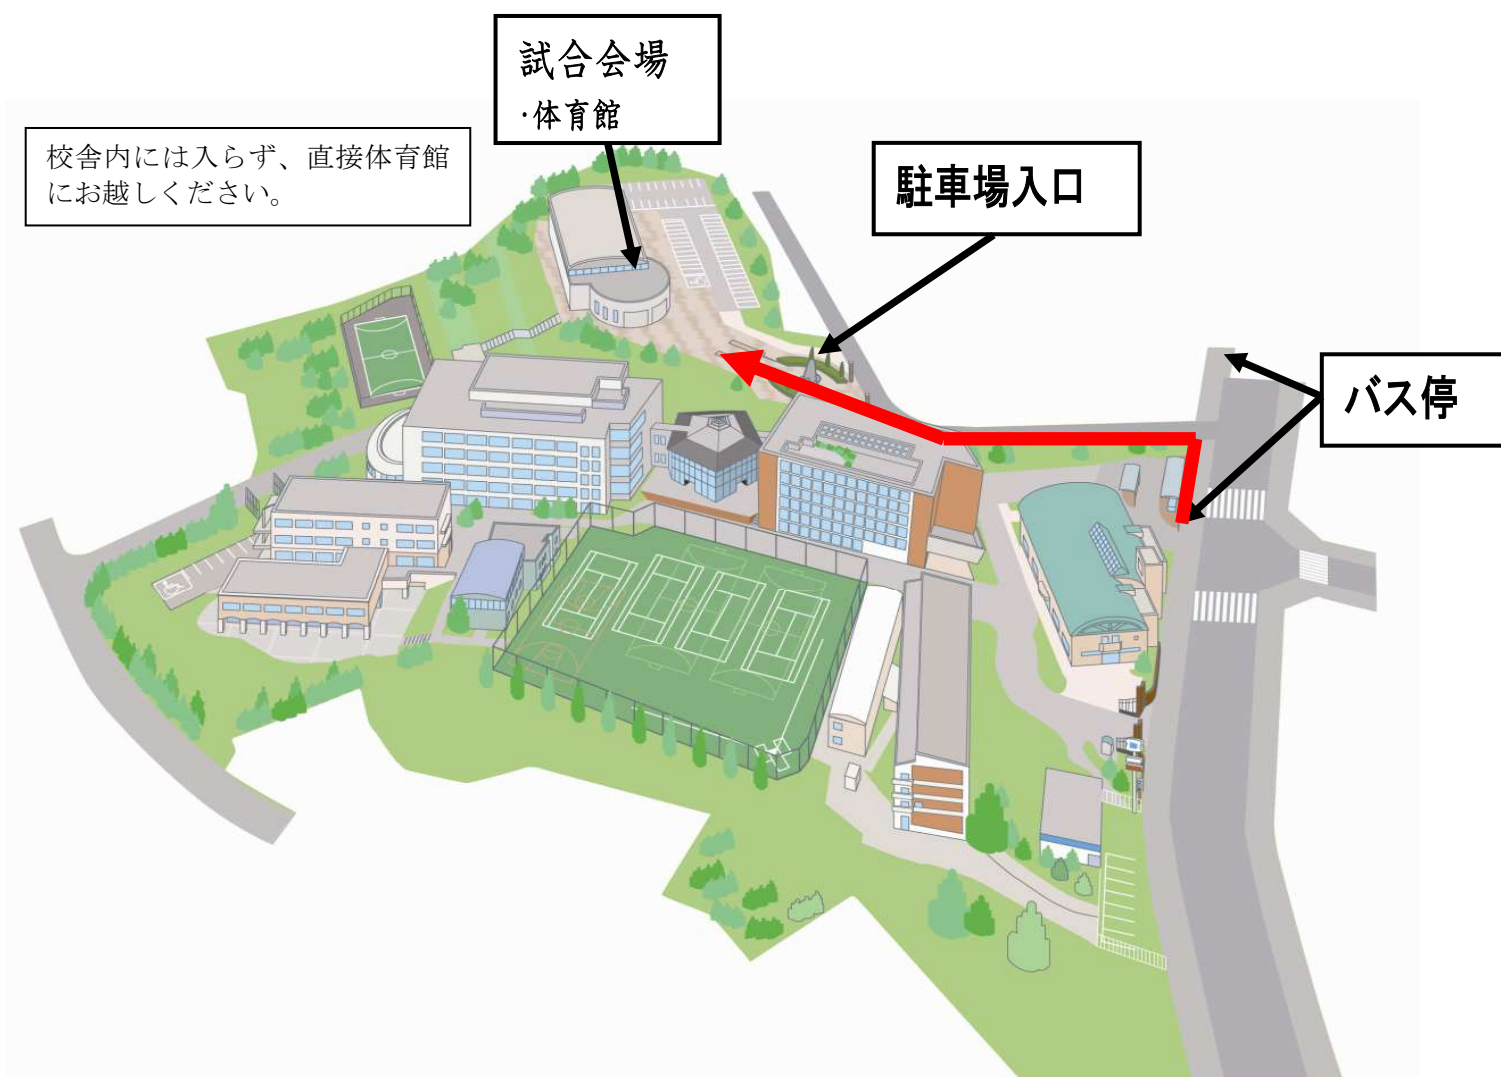 試合会場
・体育館
校舎内には入らず、直接体育館
にお越しください。
駐車場入口
バス停